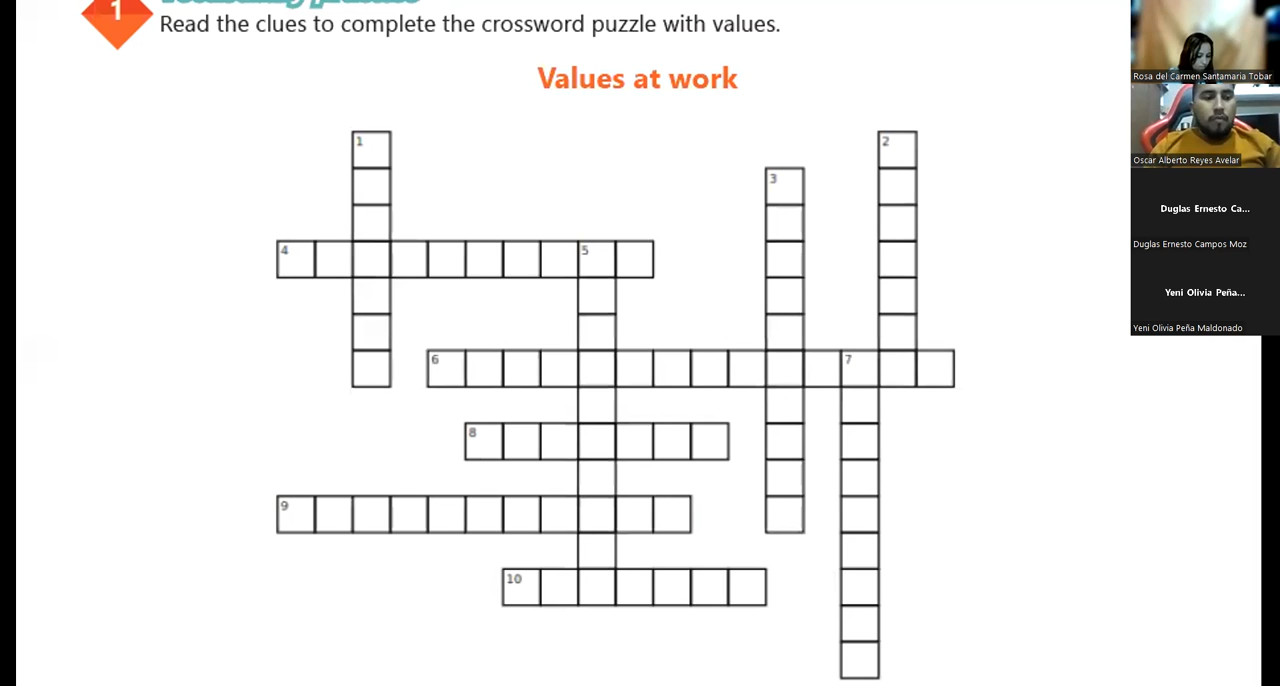 1
Read the clues to complete the crossword puzzle with values.
Values at work
1
2
3
4
5
6
7
8
9
10
Rosa del Carmen Santamaria Tobar
Oscar Alberto Reyes Avelar
Duglas Ernesto Ca...
Duglas Ernesto Campos Moz
Yeni Olivia Peña...
Yeni Olivia Peña Maldonado